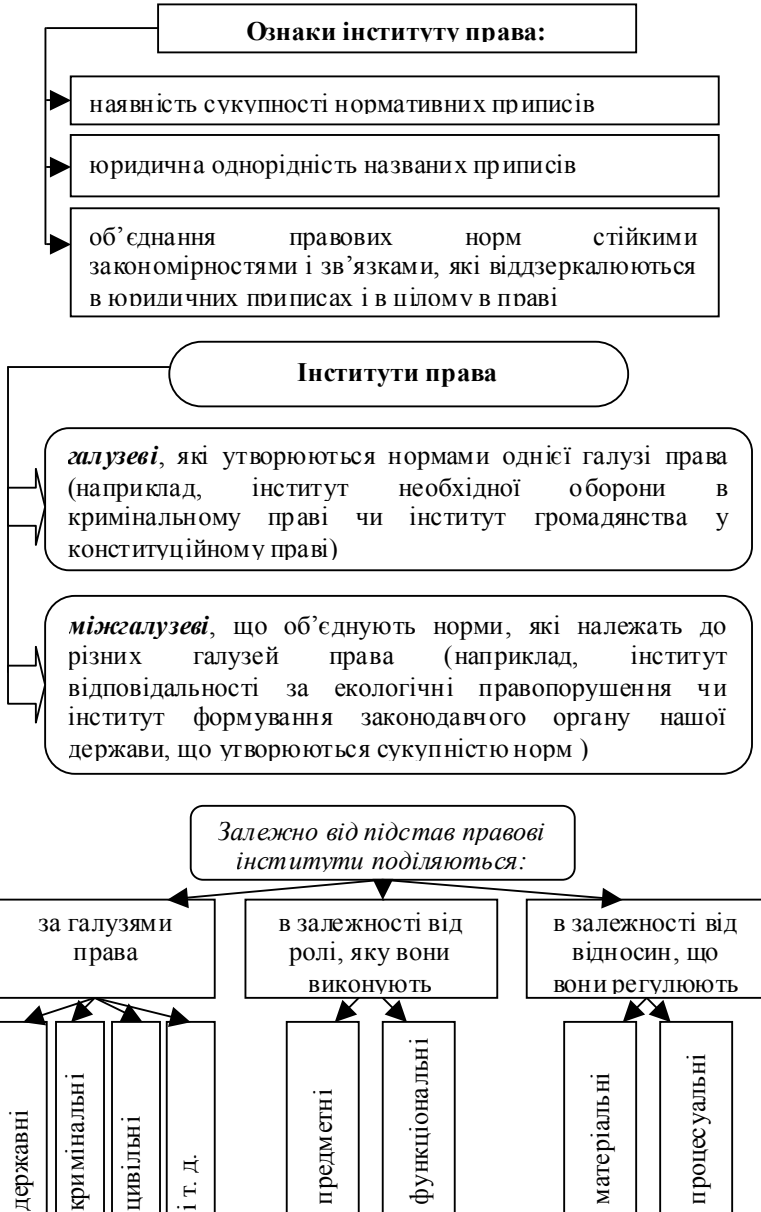 Ознаки інституту права:
наявність сукупності нормативних приписів
юридична однорідність названих приписів
об’єднання правових норм стійкими
закономірностями і зв’язками, які віддзеркалюються
в юридичних приписах і в цілому в праві
Інститути права
галузеві, які утворюються нормами однієї галузі права
(наприклад, інститут необхідної оборони в
кримінальному праві чи інститут громадянства у
конституційному праві)
міжгалузеві, що об’єднують норми, які належать до
різних галузей права (наприклад, інститут
відповідальності за екологічні правопорушення чи
інститут формування законодавчого органу нашої
держави, що утворюються сукупністю норм )
Залежно від підстав правові
інститути поділяються:
за галузями
права
в залежності від
ролі, яку вони
виконують
в залежності від
відносин, що
вони регулюють
державні
кримінальні
цивільні
і т. д.
предметні
функціональні
матеріальні
процесуальні